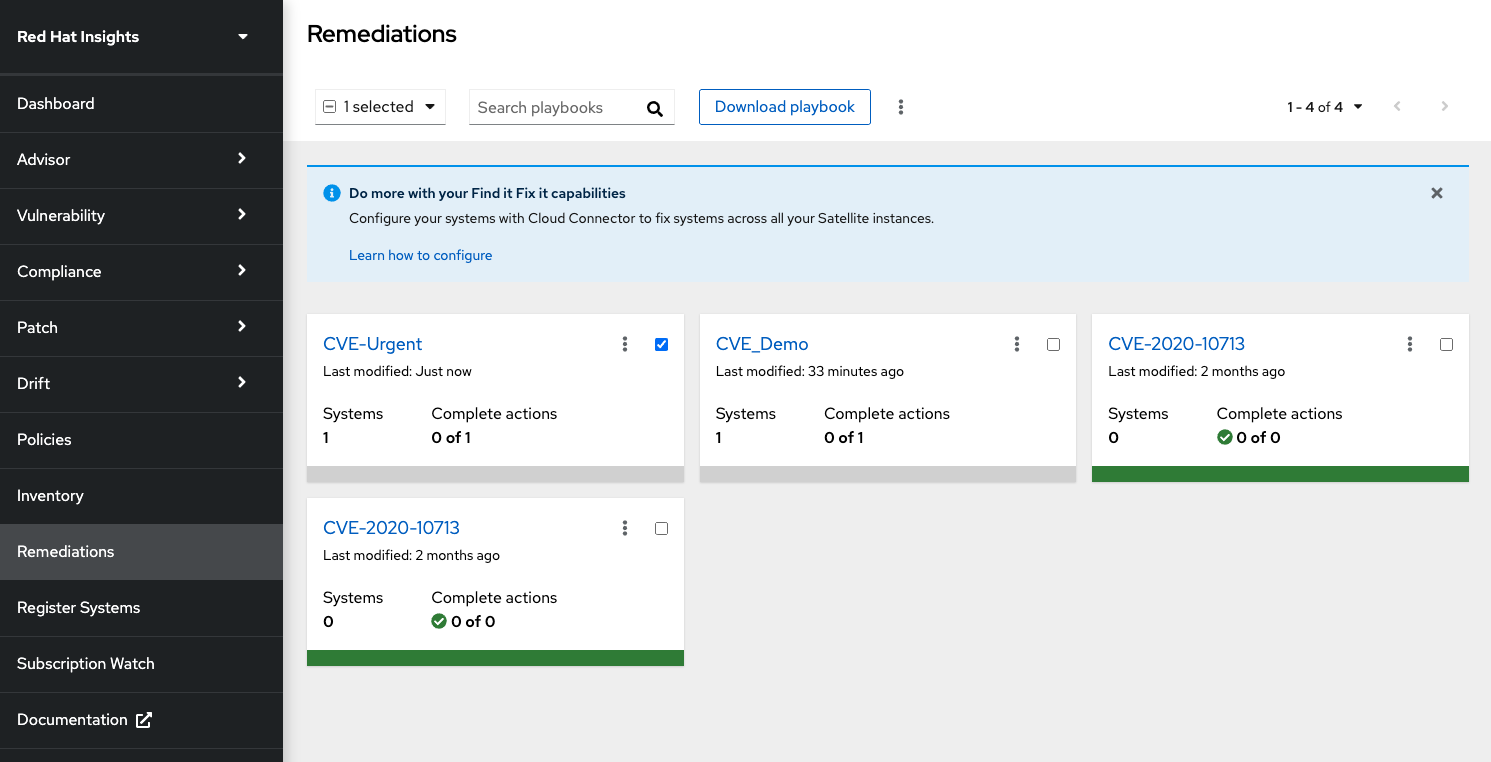 Red Hat Insights
Dashboard
Advisor
Vulnerability
Compliance
Patch
Drift
Policies
Inventory
Remediations
Register Systems
Subscription Watch
Documentation
Remediations
1 selected
Search playbooks
Download playbook
1 - 4 of 4
Do more with your Find it Fix it capabilities
Configure your systems with Cloud Connector to fix systems across all your Satellite instances.
Learn how to configure
CVE-Urgent
Last modified: Just now
Systems Complete actions
1 0 of 1
CVE_Demo
Last modified: 33 minutes ago
Systems Complete actions
1 0 of 1
CVE-2020-10713
Last modified: 2 months ago
Systems Complete actions
0 0 of 0
CVE-2020-10713
Last modified: 2 months ago
Systems Complete actions
0 0 of 0